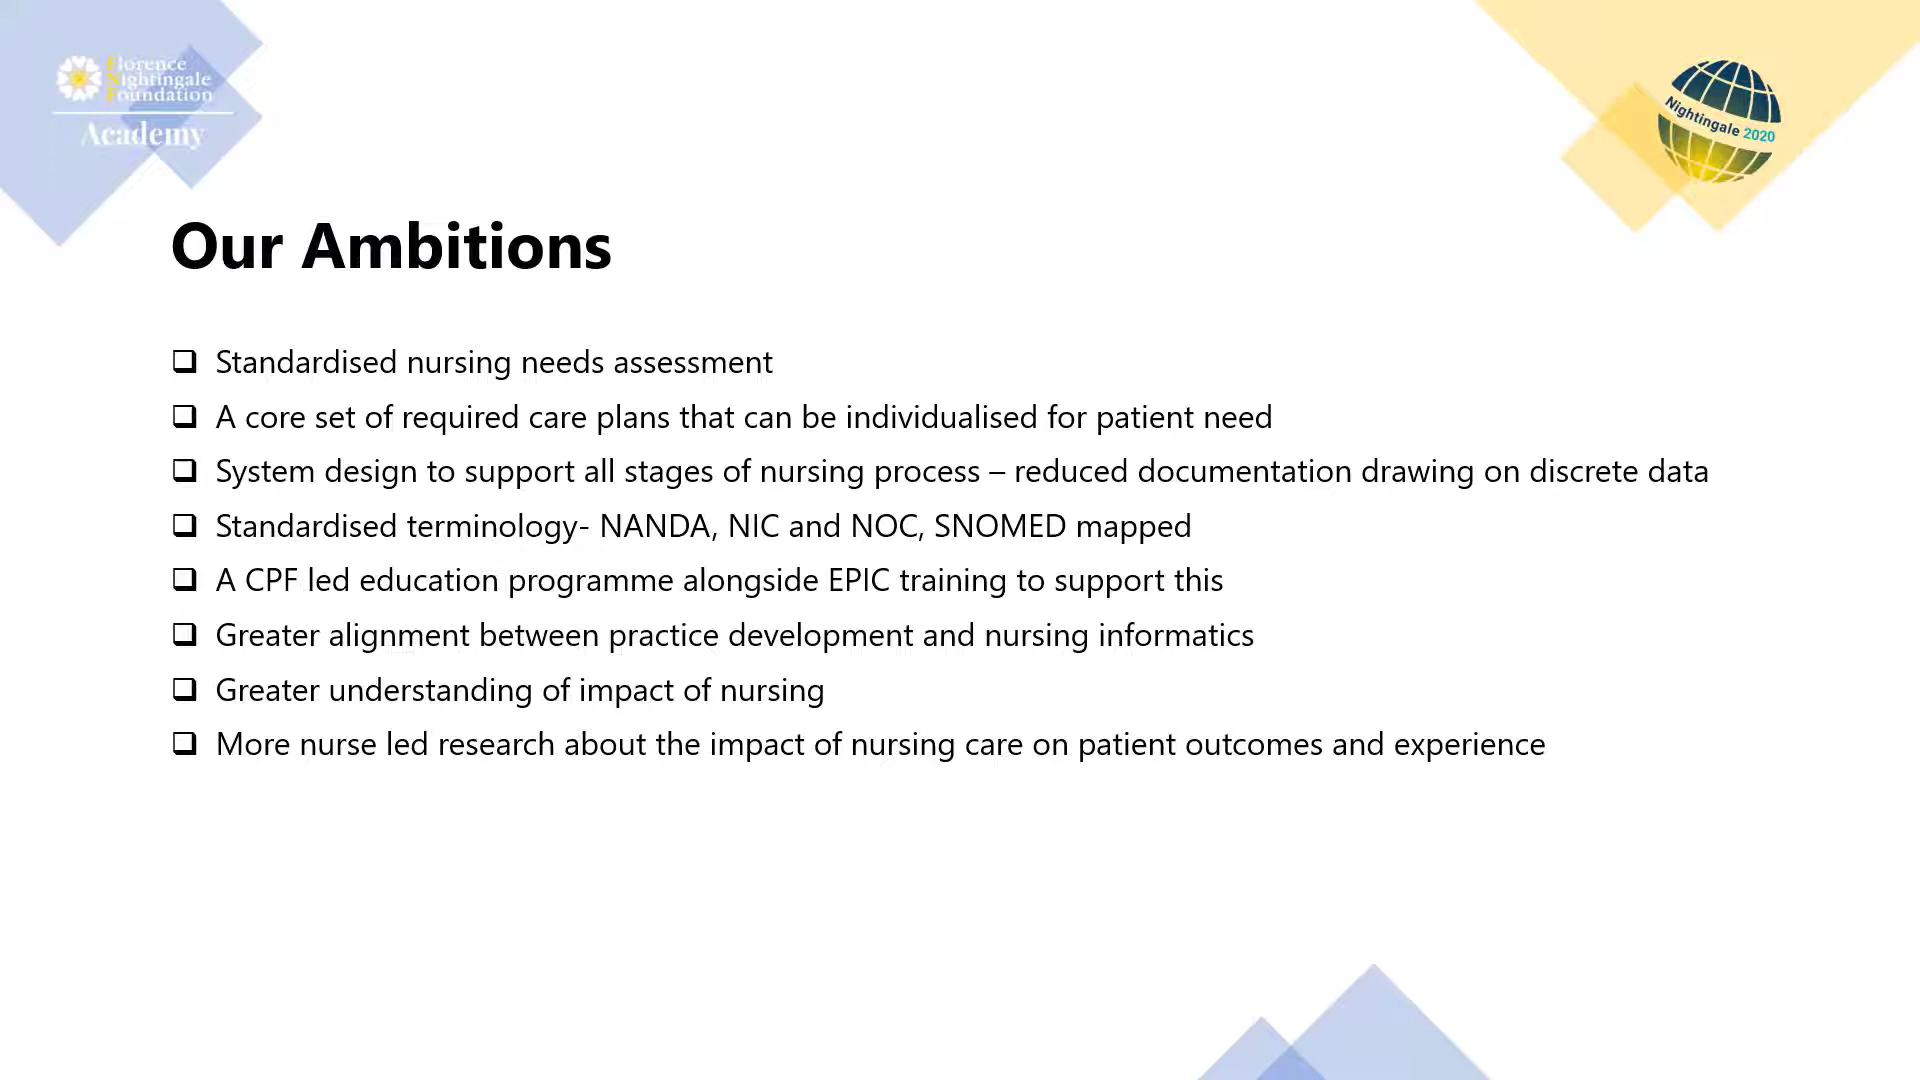 Florence
Nightingale
Foundation
Academy
Nightingale 2020
Our Ambitions
❑ Standardised nursing needs assessment
❑ A core set of required care plans that can be individualised for patient need
❑ System design to support all stages of nursing process – reduced documentation drawing on discrete data
❑ Standardised terminology- NANDA, NIC and NOC, SNOMED mapped
❑ A CPF led education programme alongside EPIC training to support this
❑ Greater alignment between practice development and nursing informatics
❑ Greater understanding of impact of nursing
❑ More nurse led research about the impact of nursing care on patient outcomes and experience